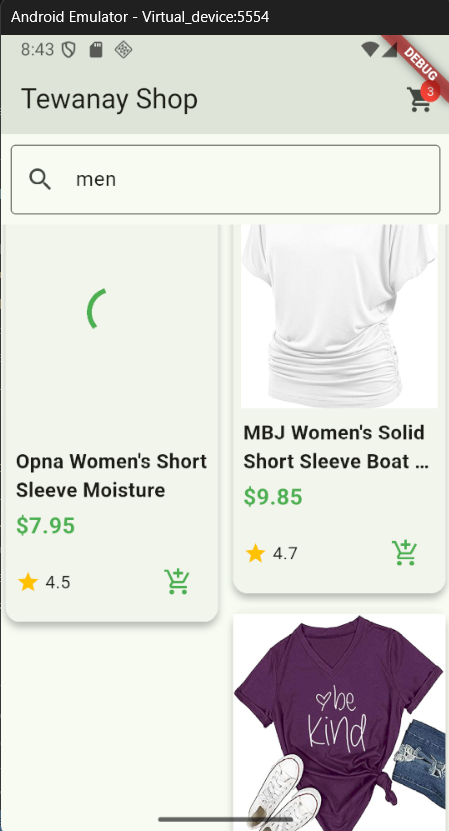 Android Emulator - Virtual_device:5554
8:43
DEBUG
Tewanay Shop
3
men
Opna Women's Short
Sleeve Moisture
$7.95
4.5
MBJ Women's Solid
Short Sleeve Boat ...
$9.85
4.7
be
kind